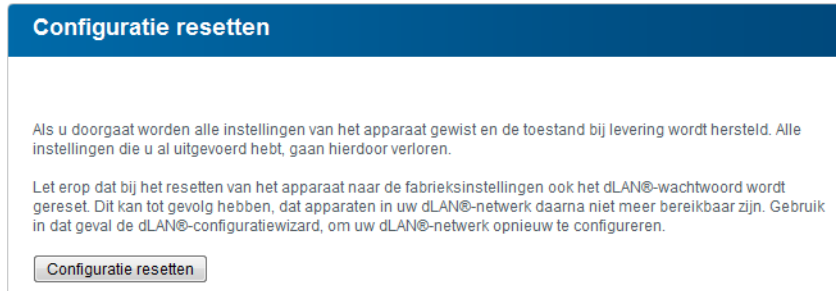 Configuratie resetten
Als u doorgaat worden alle instellingen van het apparaat gewist en de toestand bij levering wordt hersteld. Alle
instellingen die u al uitgevoerd hebt, gaan hierdoor verloren.
Let erop dat bij het resetten van het apparaat naar de fabrieksinstellingen ook het dLAN®-wachtwoord wordt
gereset. Dit kan tot gevolg hebben, dat apparaten in uw dLAN®-netwerk daarna niet meer bereikbaar zijn. Gebruik
in dat geval de dLAN®-configuratiewizard, om uw dLAN®-netwerk opnieuw te configureren.
Configuratie resetten